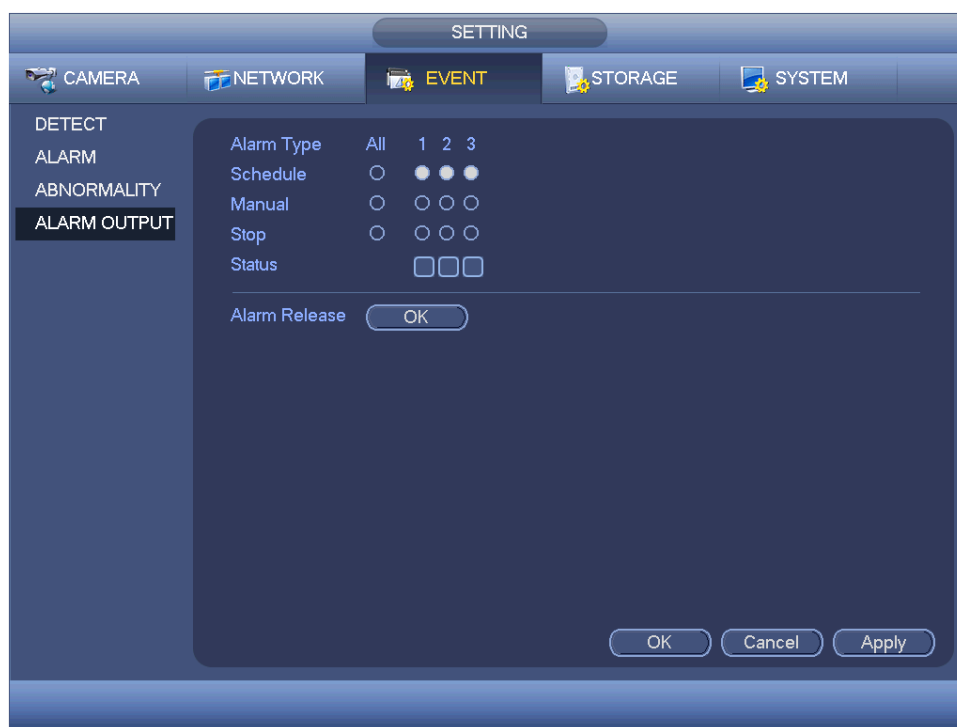 SETTING
CAMERA NETWORK EVENT STORAGE SYSTEM
DETECT
ALARM
ABNORMALITY
ALARM OUTPUT
Alarm Type All 1 2 3
Schedule
Manual
Stop
Status
Alarm Release OK
OK Cancel Apply